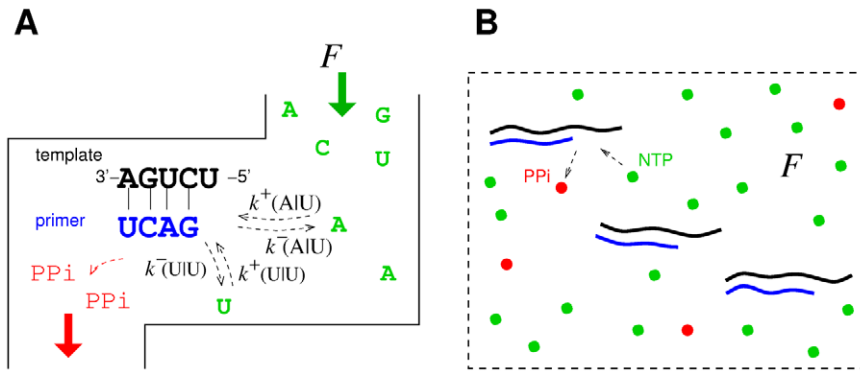 A
F
A
G
C
U
template
3'–AGUCU –5'
primer
UCAG
k⁺(A|U)
A
k⁻(A|U)
PPi
k⁻(U|U)
k⁺(U|U)
PPi
U
A
B
NTP
F
PPi